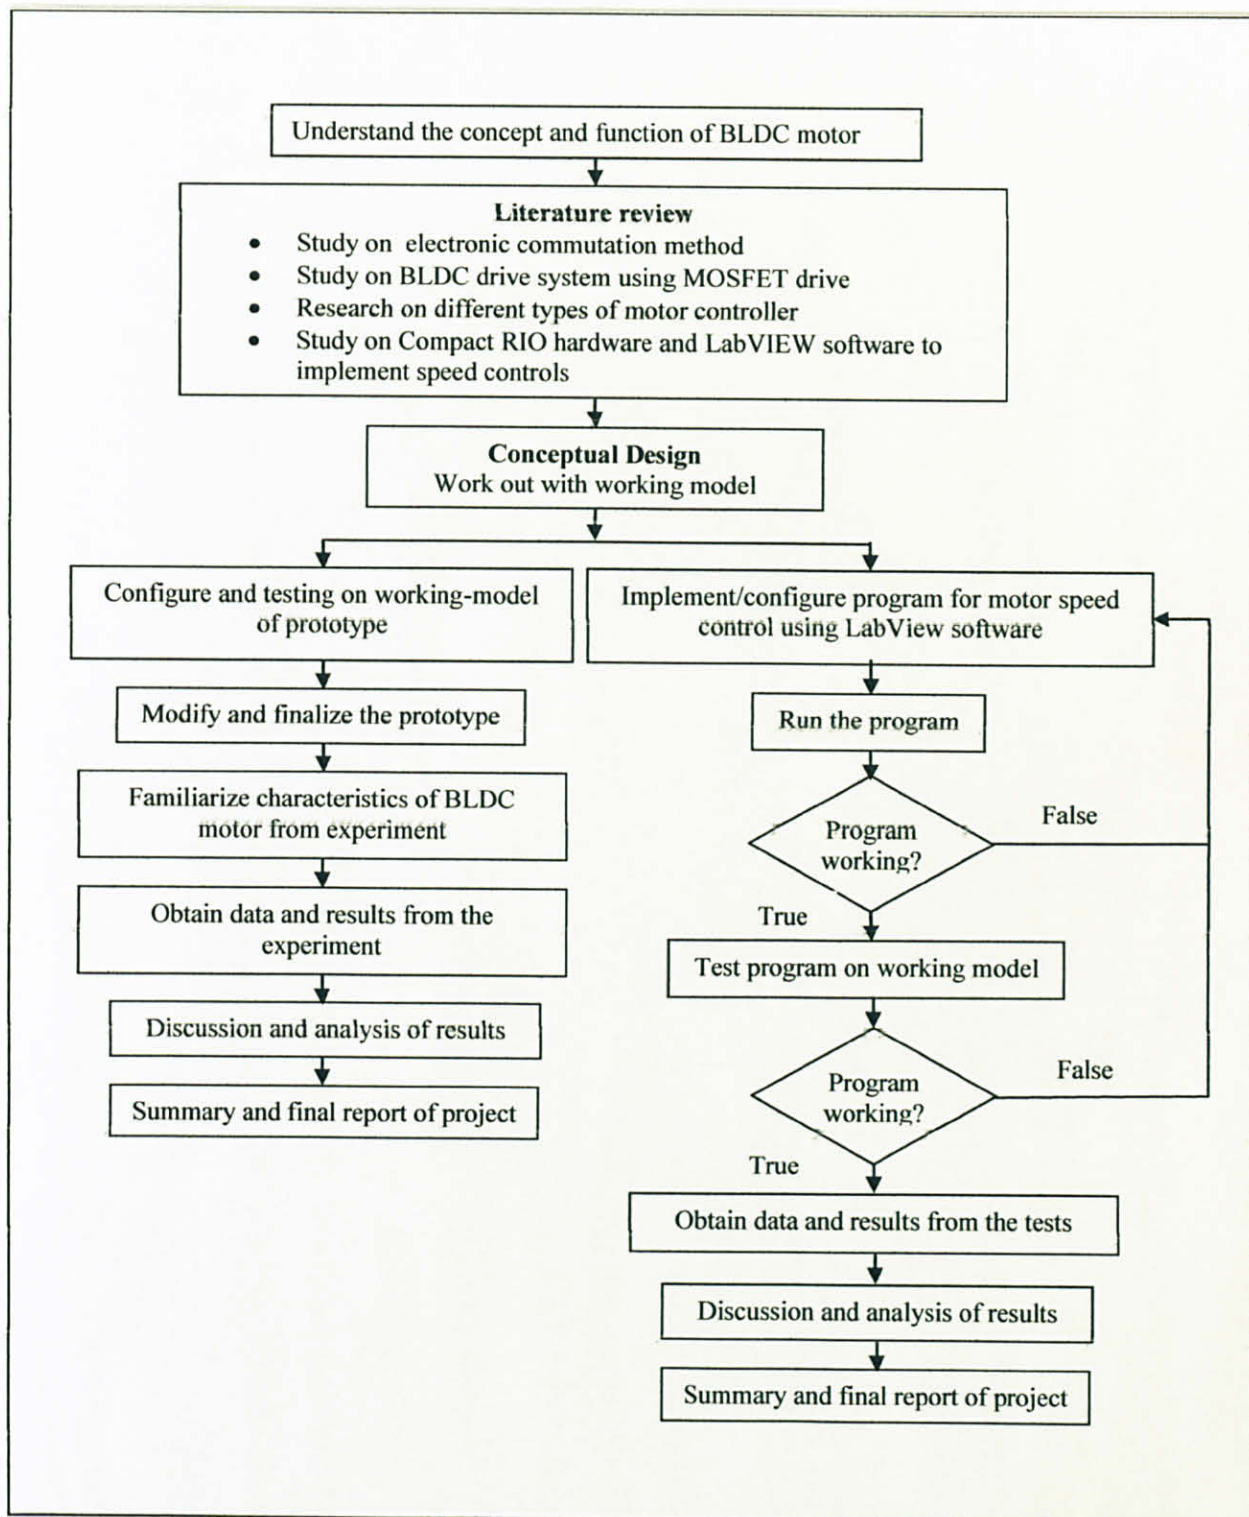 Understand the concept and function of BLDC motor
Literature review
• Study on electronic commutation method
• Study on BLDC drive system using MOSFET drive
• Research on different types of motor controller
• Study on Compact RIO hardware and LabVIEW software to
implement speed controls
Conceptual Design
Work out with working model
Configure and testing on working-model
of prototype
Modify and finalize the prototype
Familiarize characteristics of BLDC
motor from experiment
Obtain data and results from the
experiment
Discussion and analysis of results
Summary and final report of project
Implement/configure program for motor speed
control using LabView software
Run the program
Program
working?
False
True
Test program on working model
Program
working?
False
True
Obtain data and results from the tests
Discussion and analysis of results
Summary and final report of project